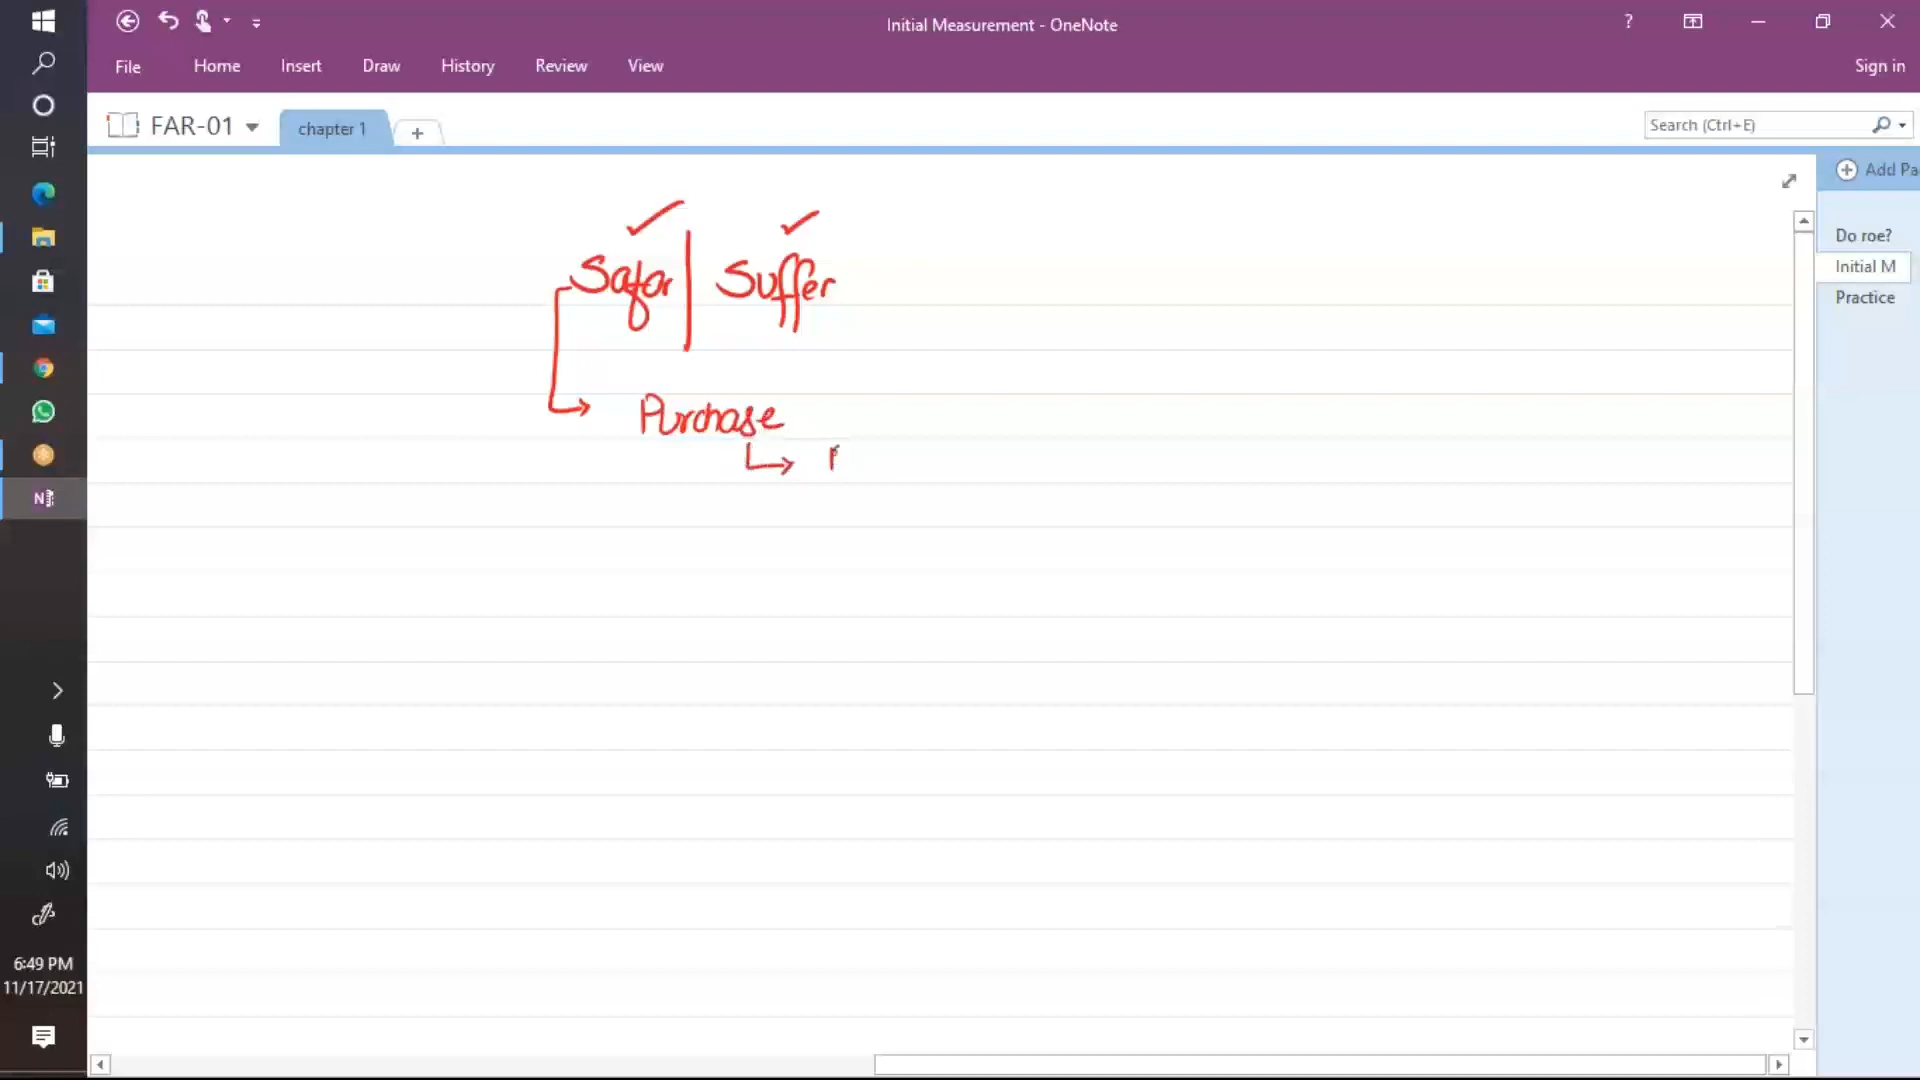 Initial Measurement - OneNote
?
File Home Insert Draw History Review View
Sign in
FAR-01 chapter 1 +
Search (Ctrl+E)
Add Pa
Do roe?
Initial M
Practice
Safar | Suffer
Purchase
6:49 PM
11/17/2021